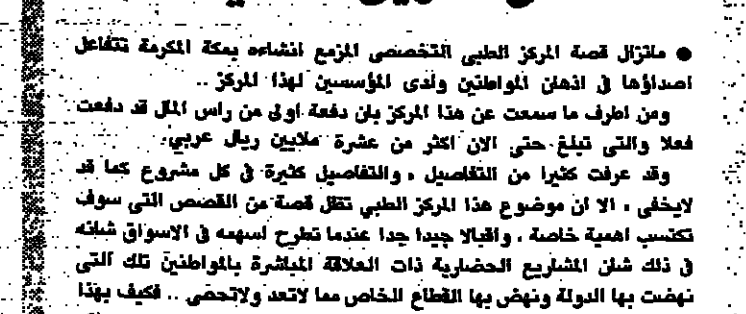 ● ماتزال قصة المركز الطبي التخصصي المزمع انشاءه بمكة المكرمة تتفاعل
اصداؤها في اذهان المواطنين ولدى المؤسسين لهذا المركز ..
ومن اطرف ما سمعت عن هذا المركز بان دفعة اولى من راس المال قد دفعت
فعلا والتي تبلغ حتى الان اكثر من عشرة ملايين ريال عربي.
وقد عرفت كثيرا من التفاصيل ، والتفاصيل كثيرة في كل مشروع كما قد
لايخفى ، الا ان موضوع هذا المركز الطبي تظل قصة من القصص التي سوف
تكتسب اهمية خاصة ، واقبالا جيدا جدا عندما تطرح اسهمه في الاسواق شانه
في ذلك شان المشاريع الحضارية ذات العلاقة المباشرة بالمواطنين تلك التي
نهضت بها الدولة ونهض بها القطاع الخاص مما لاتعد ولاتحصى .. فكيف بهذا